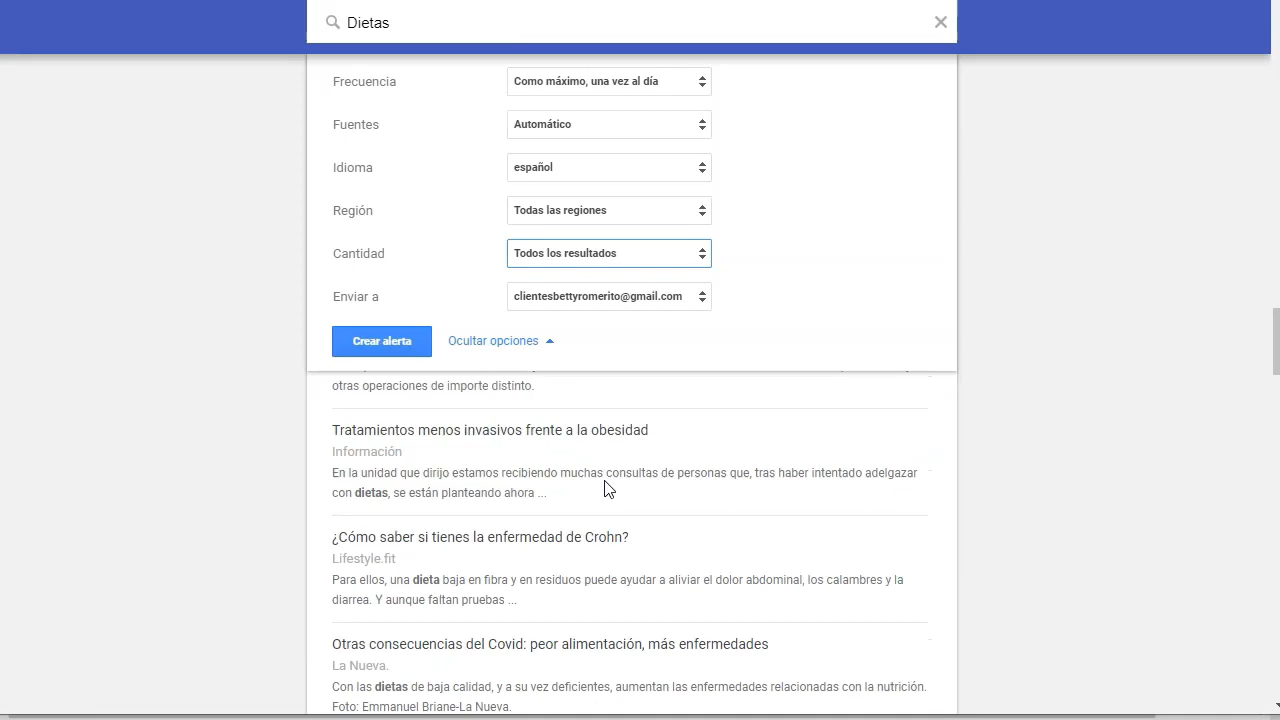 Dietas
Frecuencia
Como máximo, una vez al día
Fuentes
Automático
Idioma
español
Región
Todas las regiones
Cantidad
Todos los resultados
Enviar a
clientesbettyromerito@gmail.com
Crear alerta
Ocultar opciones
otras operaciones de importe distinto.
Tratamientos menos invasivos frente a la obesidad
Información
En la unidad que dirijo estamos recibiendo muchas consultas de personas que, tras haber intentado adelgazar
con dietas, se están planteando ahora ...
¿Cómo saber si tienes la enfermedad de Crohn?
Lifestyle.fit
Para ellos, una dieta baja en fibra y en residuos puede ayudar a aliviar el dolor abdominal, los calambres y la
diarrea. Y aunque faltan pruebas ...
Otras consecuencias del Covid: peor alimentación, más enfermedades
La Nueva.
Con las dietas de baja calidad, y a su vez deficientes, aumentan las enfermedades relacionadas con la nutrición.
Foto: Emmanuel Briane-La Nueva.